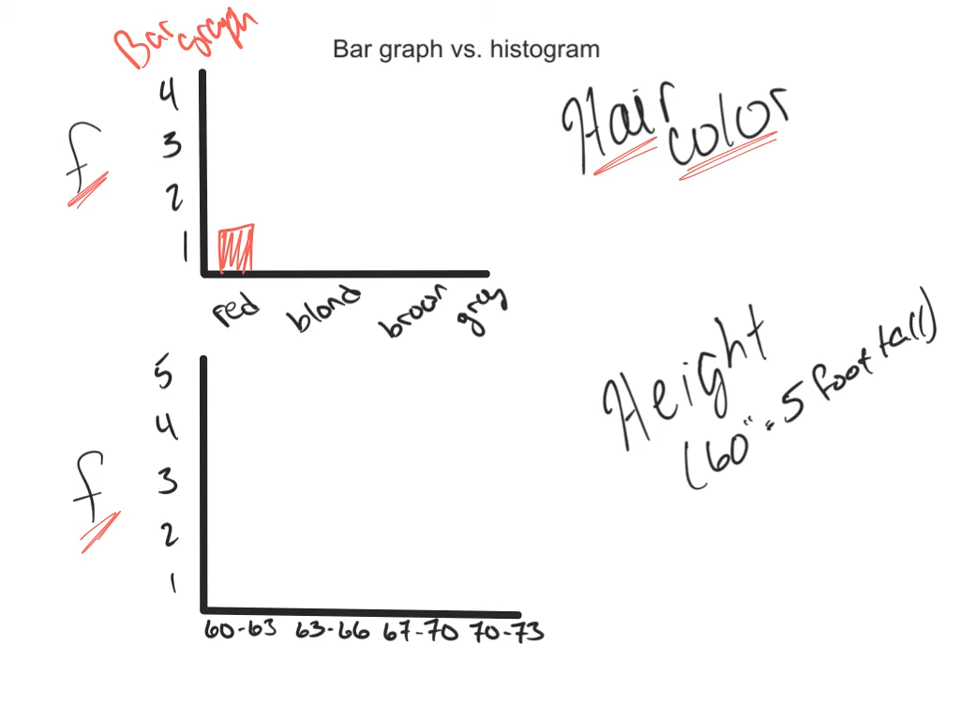 Bar graph
Bar graph vs. histogram
Hair color
f
4
3
2
1
red blond brown grey
Height
(60" = 5 foot tall)
f
5
4
3
2
1
60-63 63-66 67-70 70-73